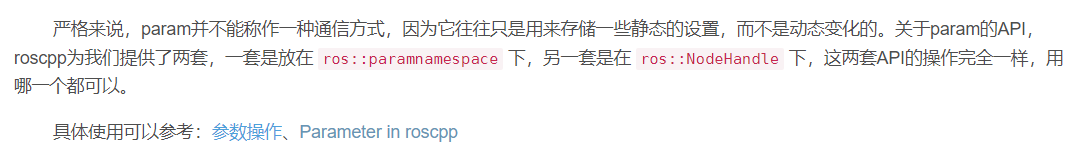 严格来说，param并不能称作一种通信方式，因为它往往只是用来存储一些静态的设置，而不是动态变化的。关于param的API，
roscpp为我们提供了两套，一套是放在 ros::paramnamespace 下，另一套是在 ros::NodeHandle 下，这两套API的操作完全一样，用
哪一个都可以。
具体使用可以参考：参数操作、Parameter in roscpp